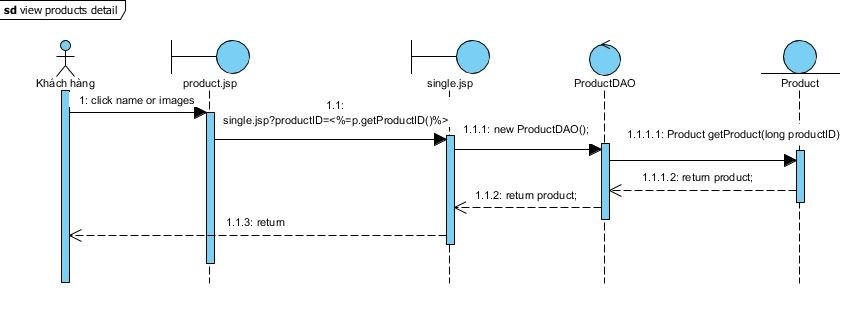 sd view products detail
Khách hàng
product.jsp
single.jsp
ProductDAO
Product
1: click name or images
1.1:
single.jsp?productID=<%=p.getProductID()%>
1.1.1: new ProductDAO();
1.1.1.1: Product getProduct(long productID)
1.1.1.2: return product;
1.1.2: return product;
1.1.3: return